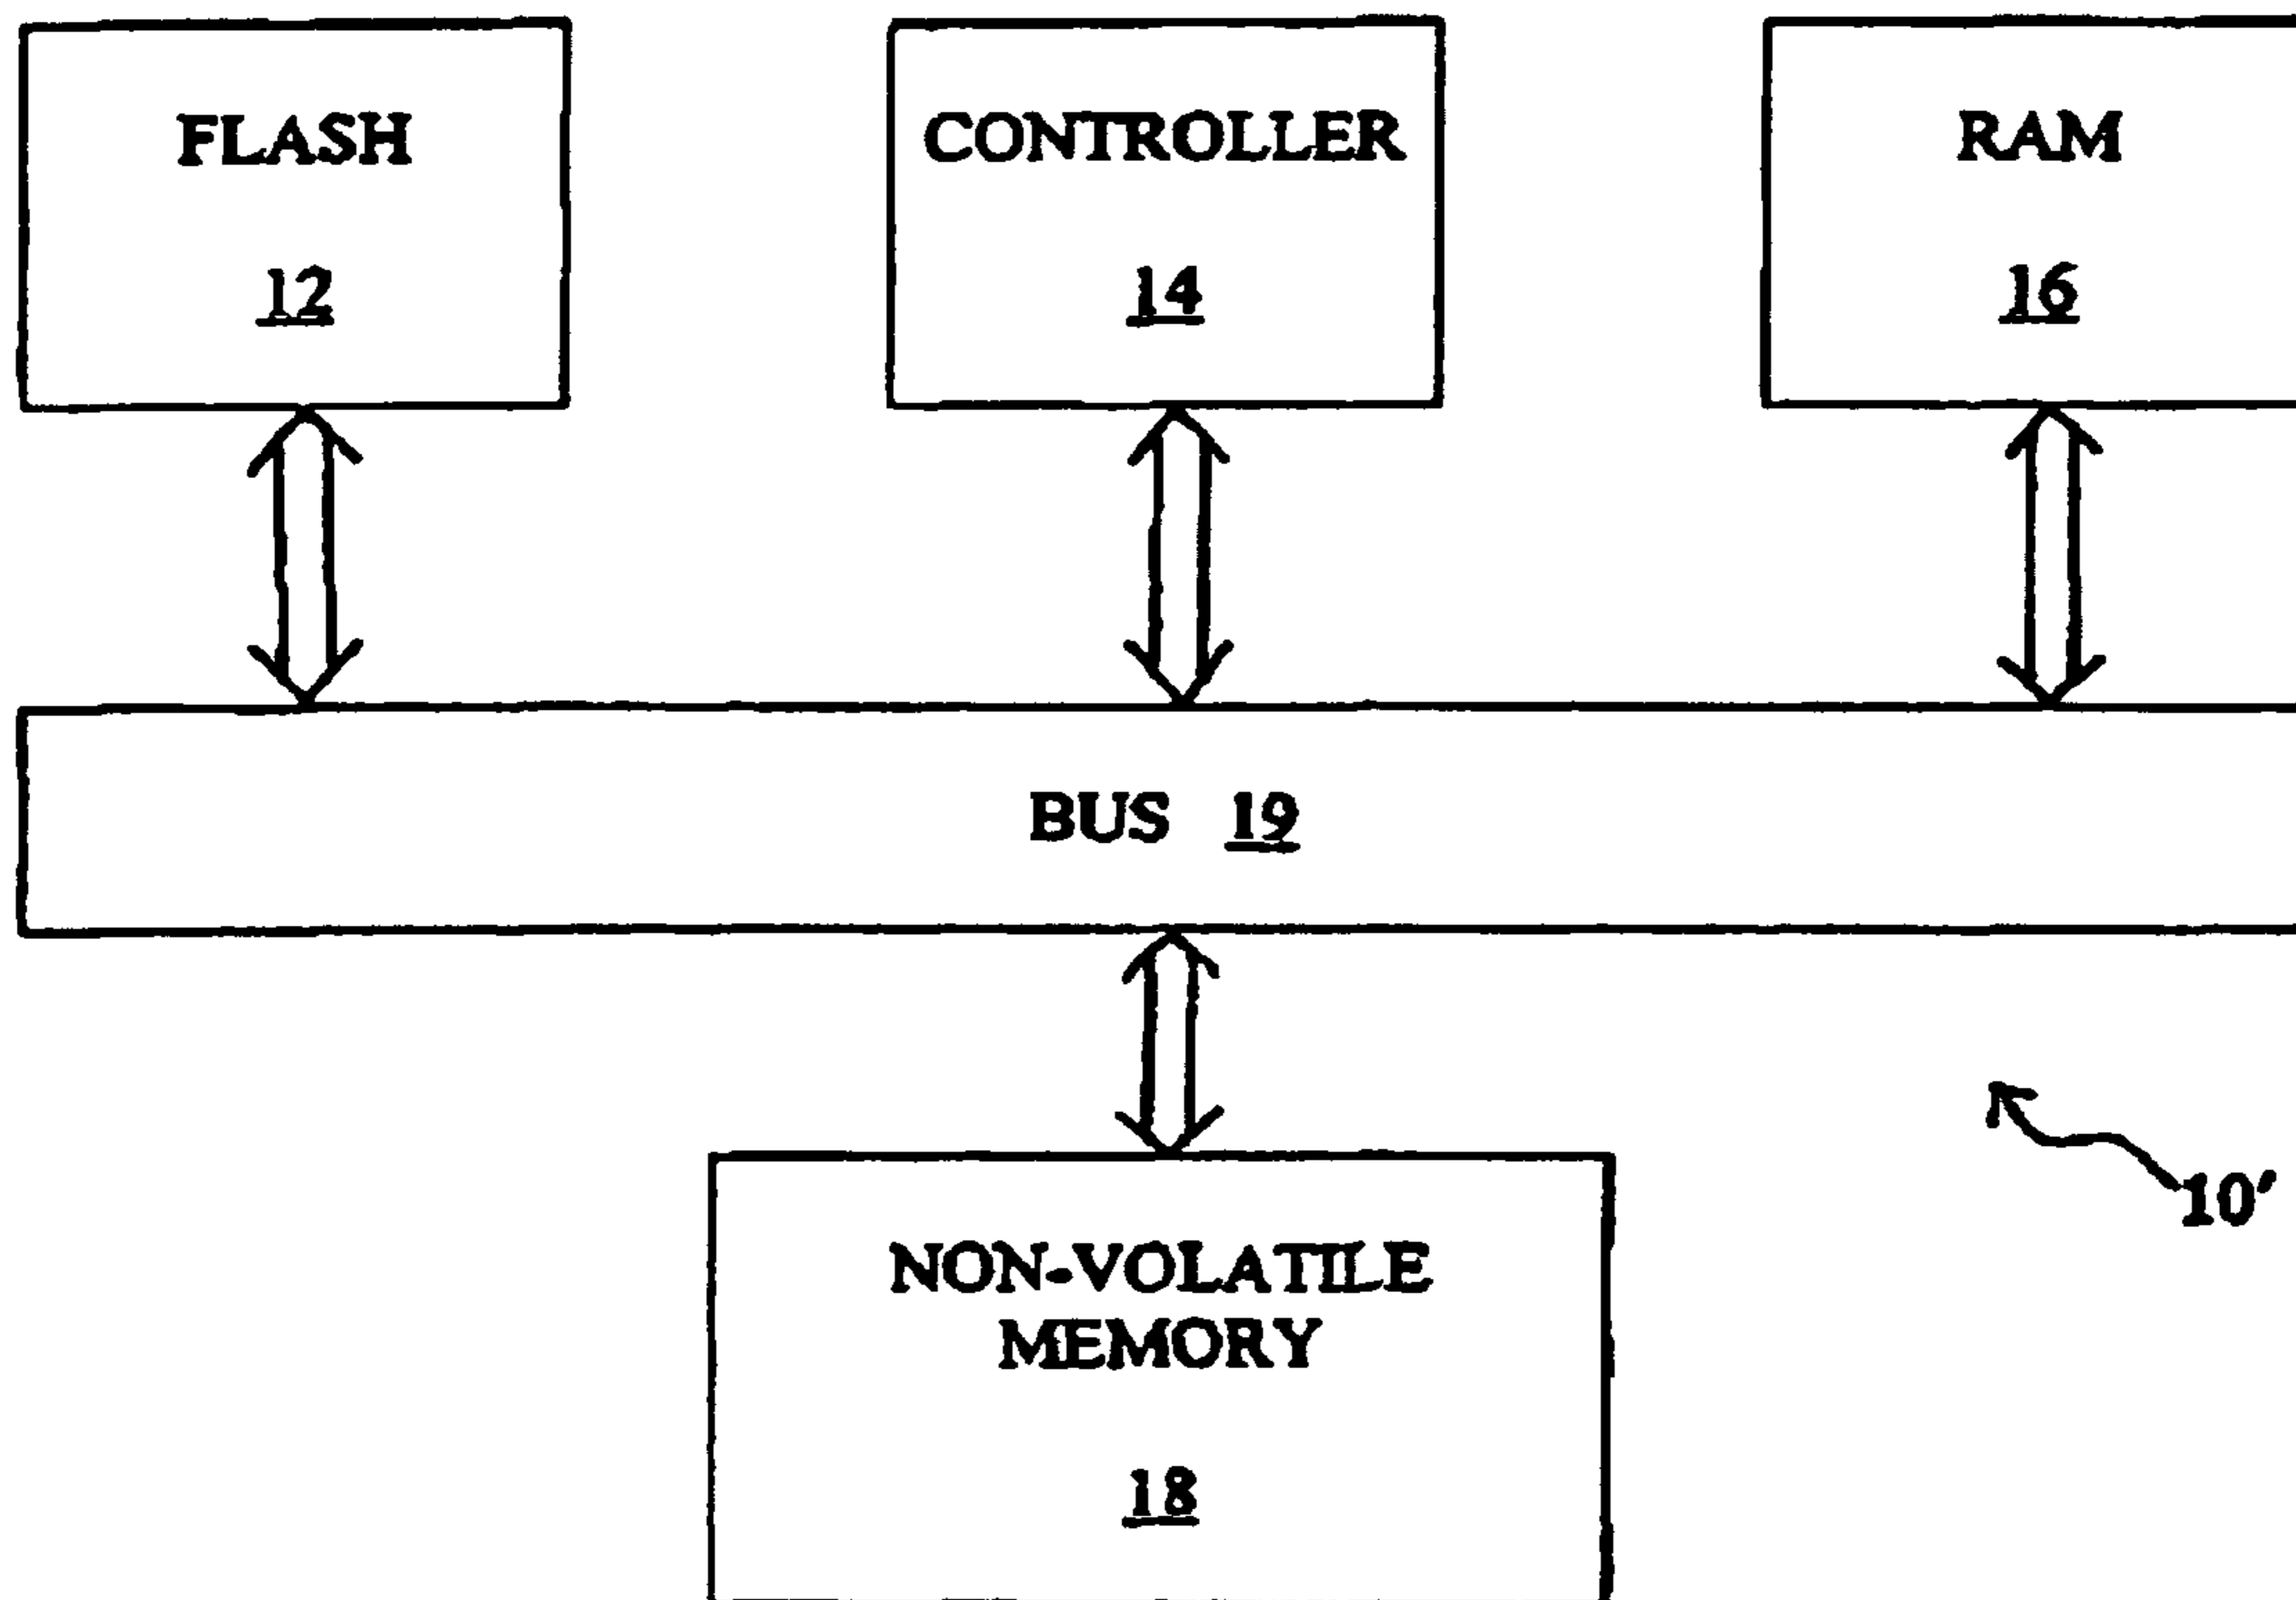 FLASH
12
CONTROLLER
14
RAM
16
BUS 19
10'
NON-VOLATILE
MEMORY
18